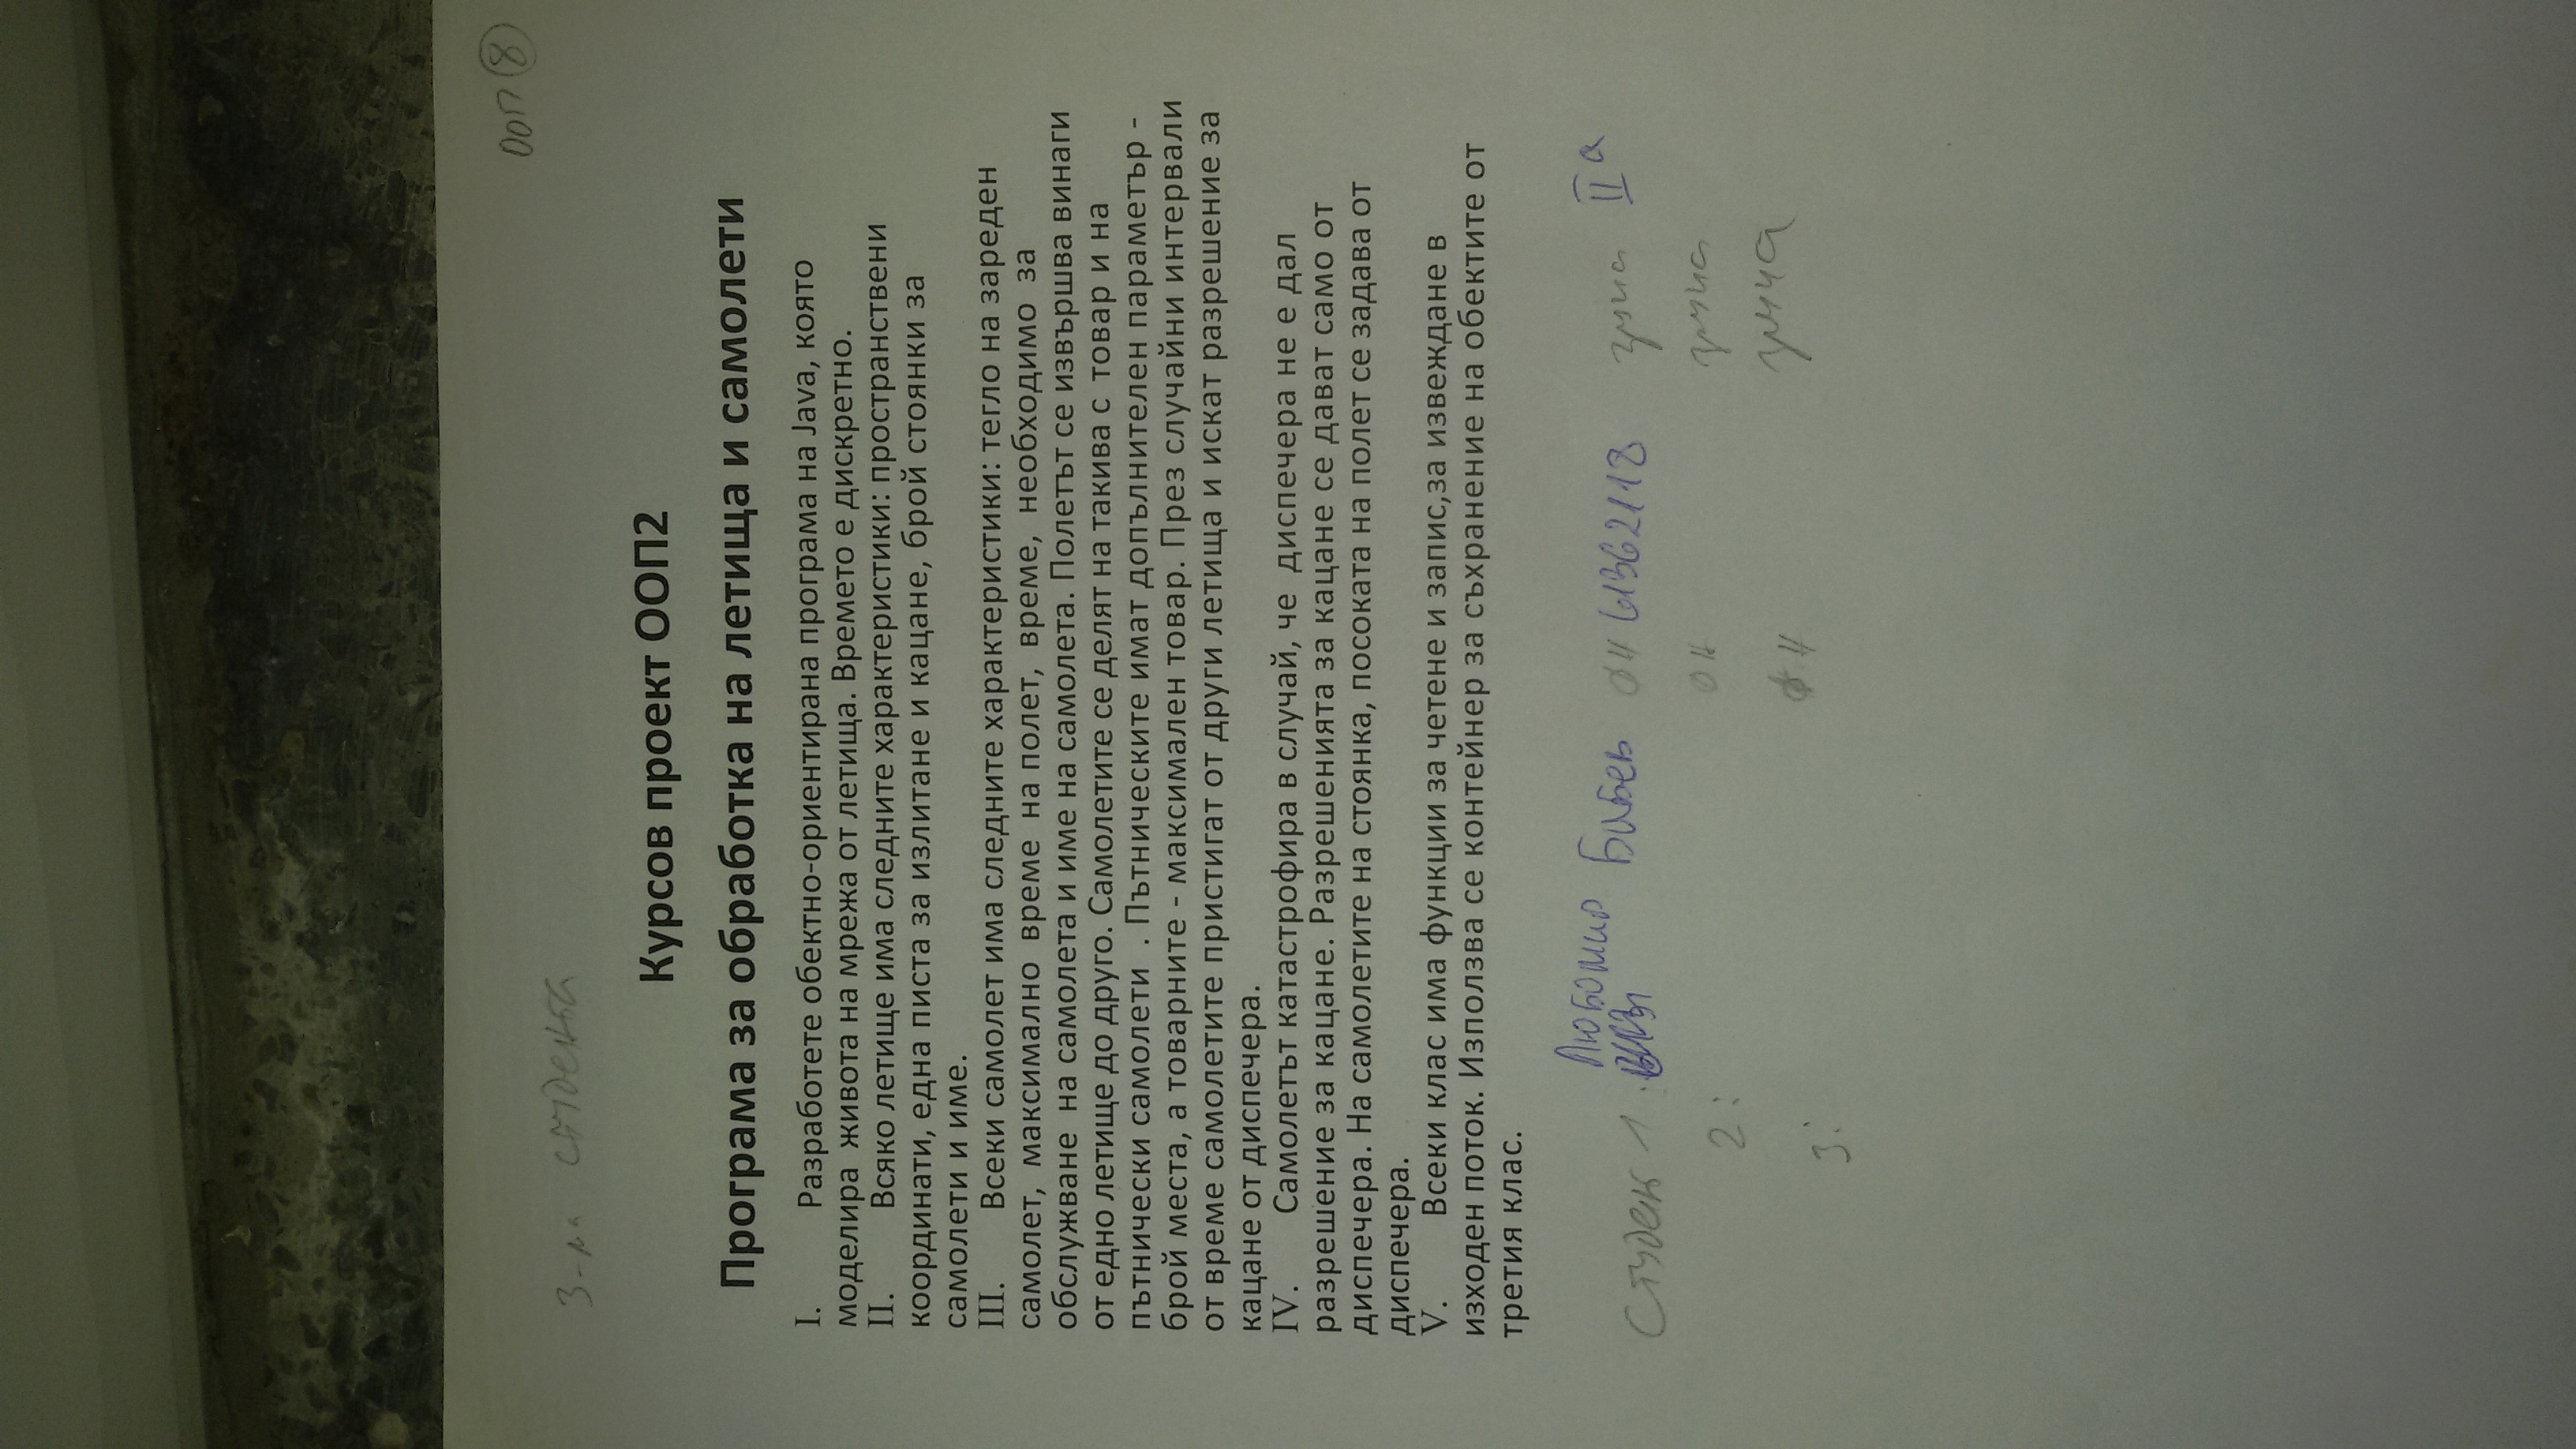 ООП 8
3-ма студента
Курсов проект ООП2
Програма за обработка на летища и самолети
I. Разработете обектно-ориентирана програма на Java, която
моделира живота на мрежа от летища. Времето е дискретно.
II. Всяко летище има следните характеристики: пространствени
координати, една писта за излитане и кацане, брой стоянки за
самолети и име.
III. Всеки самолет има следните характеристики: тегло на зареден
самолет, максимално време на полет, време, необходимо за
обслужване на самолета и име на самолета. Полетът се извършва винаги
от едно летище до друго. Самолетите се делят на такива с товар и на
пътнически самолети . Пътническите имат допълнителен параметър -
брой места, а товарните - максимален товар. През случайни интервали
от време самолетите пристигат от други летища и искат разрешение за
кацане от диспечера.
IV. Самолетът катастрофира в случай, че диспечера не е дал
разрешение за кацане. Разрешенията за кацане се дават само от
диспечера. На самолетите на стоянка, посоката на полет се задава от
диспечера.
V. Всеки клас има функции за четене и запис,за извеждане в
изходен поток. Използва се контейнер за съхранение на обектите от
третия клас.
Любомир
Студент 1. Бабев 61362118 IIа
2:
3: